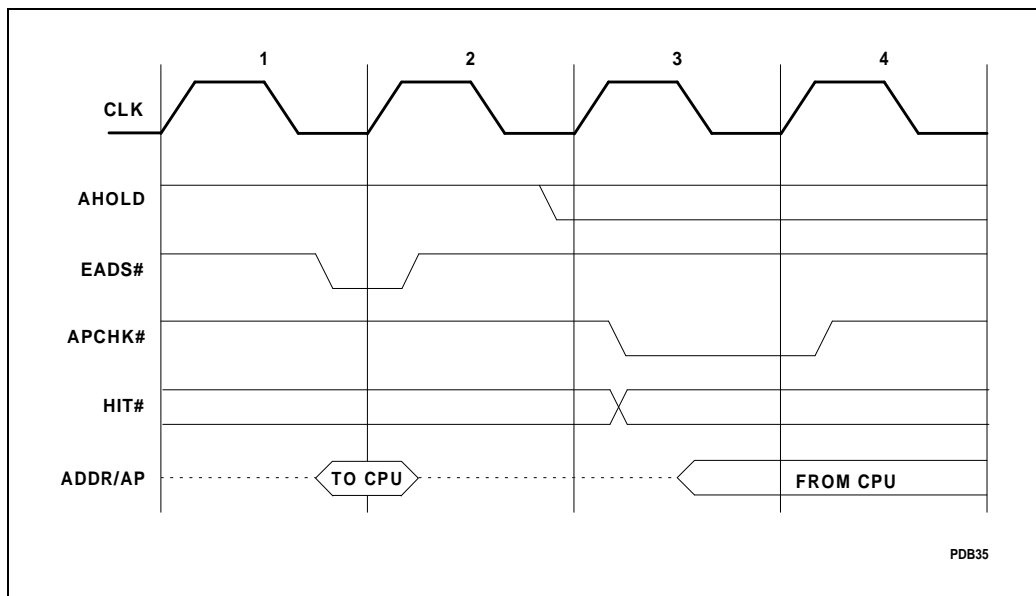 1 2 3 4
CLK
AHOLD
EADS#
APCHK#
HIT#
ADDR/AP TO CPU FROM CPU
PDB35